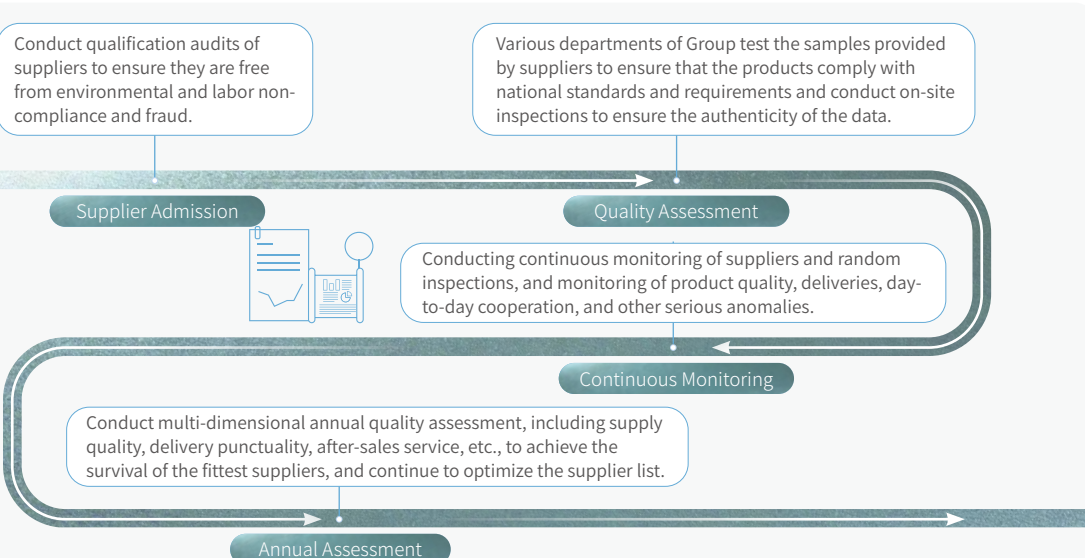 Conduct qualification audits of
suppliers to ensure they are free
from environmental and labor non-
compliance and fraud.
Various departments of Group test the samples provided
by suppliers to ensure that the products comply with
national standards and requirements and conduct on-site
inspections to ensure the authenticity of the data.
Supplier Admission
Quality Assessment
Conducting continuous monitoring of suppliers and random
inspections, and monitoring of product quality, deliveries, day-
to-day cooperation, and other serious anomalies.
Continuous Monitoring
Conduct multi-dimensional annual quality assessment, including supply
quality, delivery punctuality, after-sales service, etc., to achieve the
survival of the fittest suppliers, and continue to optimize the supplier list.
Annual Assessment